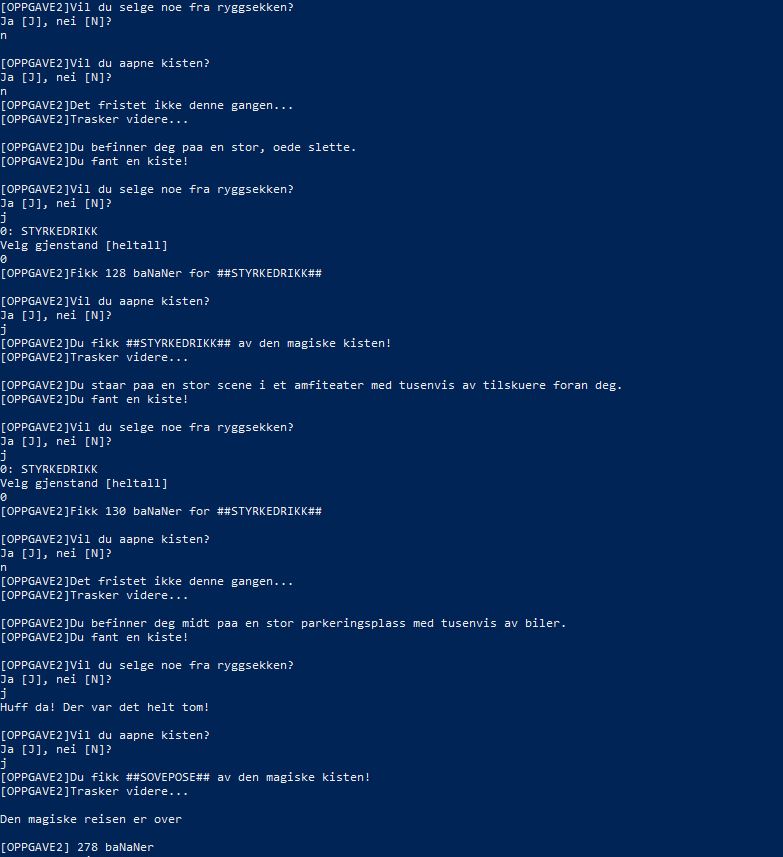 [OPPGAVE2]Vil du selge noe fra ryggsekken?
Ja [J], nei [N]?
n
[OPPGAVE2]Vil du aapne kisten?
Ja [J], nei [N]?
n
[OPPGAVE2]Det fristet ikke denne gangen...
[OPPGAVE2]Trasker videre...
[OPPGAVE2]Du befinner deg paa en stor, oede slette.
[OPPGAVE2]Du fant en kiste!
[OPPGAVE2]Vil du selge noe fra ryggsekken?
Ja [J], nei [N]?
j
0: STYRKEDRIKK
Velg gjenstand [heltall]
0
[OPPGAVE2]Fikk 128 baNaNer for ##STYRKEDRIKK##
[OPPGAVE2]Vil du aapne kisten?
Ja [J], nei [N]?
j
[OPPGAVE2]Du fikk ##STYRKEDRIKK## av den magiske kisten!
[OPPGAVE2]Trasker videre...
[OPPGAVE2]Du staar paa en stor scene i et amfiteater med tusenvis av tilskuere foran deg.
[OPPGAVE2]Du fant en kiste!
[OPPGAVE2]Vil du selge noe fra ryggsekken?
Ja [J], nei [N]?
j
0: STYRKEDRIKK
Velg gjenstand [heltall]
0
[OPPGAVE2]Fikk 130 baNaNer for ##STYRKEDRIKK##
[OPPGAVE2]Vil du aapne kisten?
Ja [J], nei [N]?
n
[OPPGAVE2]Det fristet ikke denne gangen...
[OPPGAVE2]Trasker videre...
[OPPGAVE2]Du befinner deg midt paa en stor parkeringsplass med tusenvis av biler.
[OPPGAVE2]Du fant en kiste!
[OPPGAVE2]Vil du selge noe fra ryggsekken?
Ja [J], nei [N]?
j
Huff da! Der var det helt tom!
[OPPGAVE2]Vil du aapne kisten?
Ja [J], nei [N]?
j
[OPPGAVE2]Du fikk ##SOVEPOSE## av den magiske kisten!
[OPPGAVE2]Trasker videre...
Den magiske reisen er over
[OPPGAVE2] 278 baNaNer